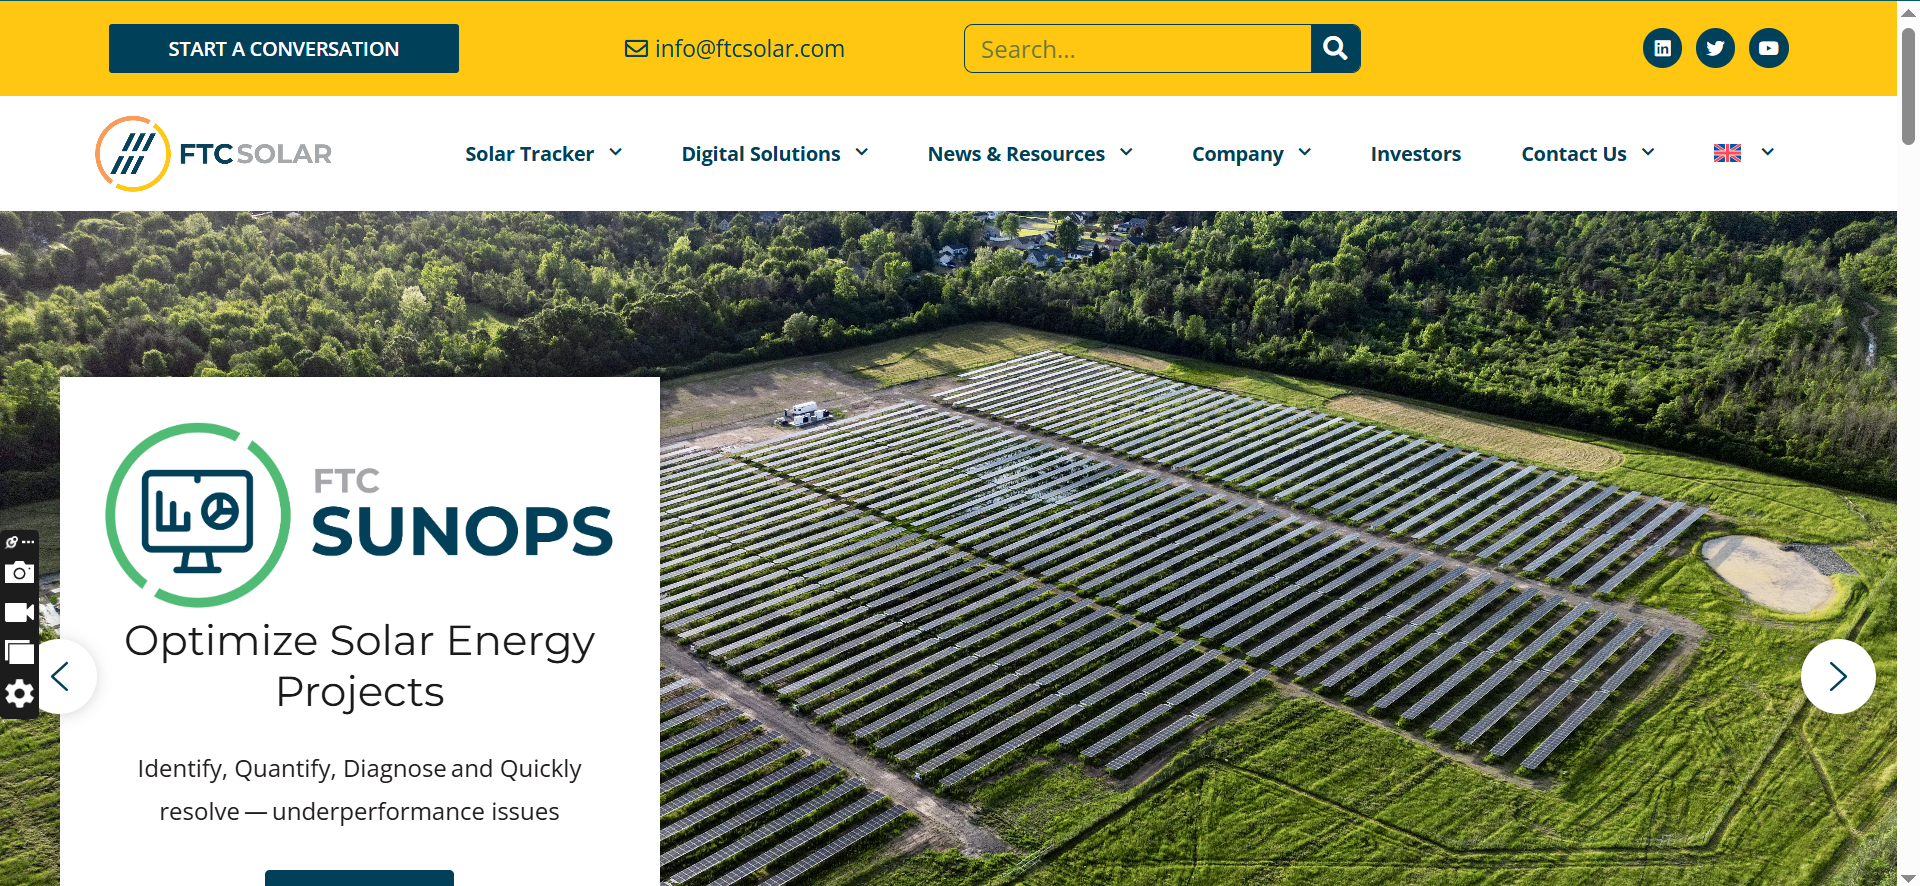 START A CONVERSATION
info@ftcsolar.com
Search...
FTC SOLAR
Solar Tracker
Digital Solutions
News & Resources
Company
Investors
Contact Us
FTC
SUNOPS
Optimize Solar Energy
Projects
Identify, Quantify, Diagnose and Quickly
resolve — underperformance issues